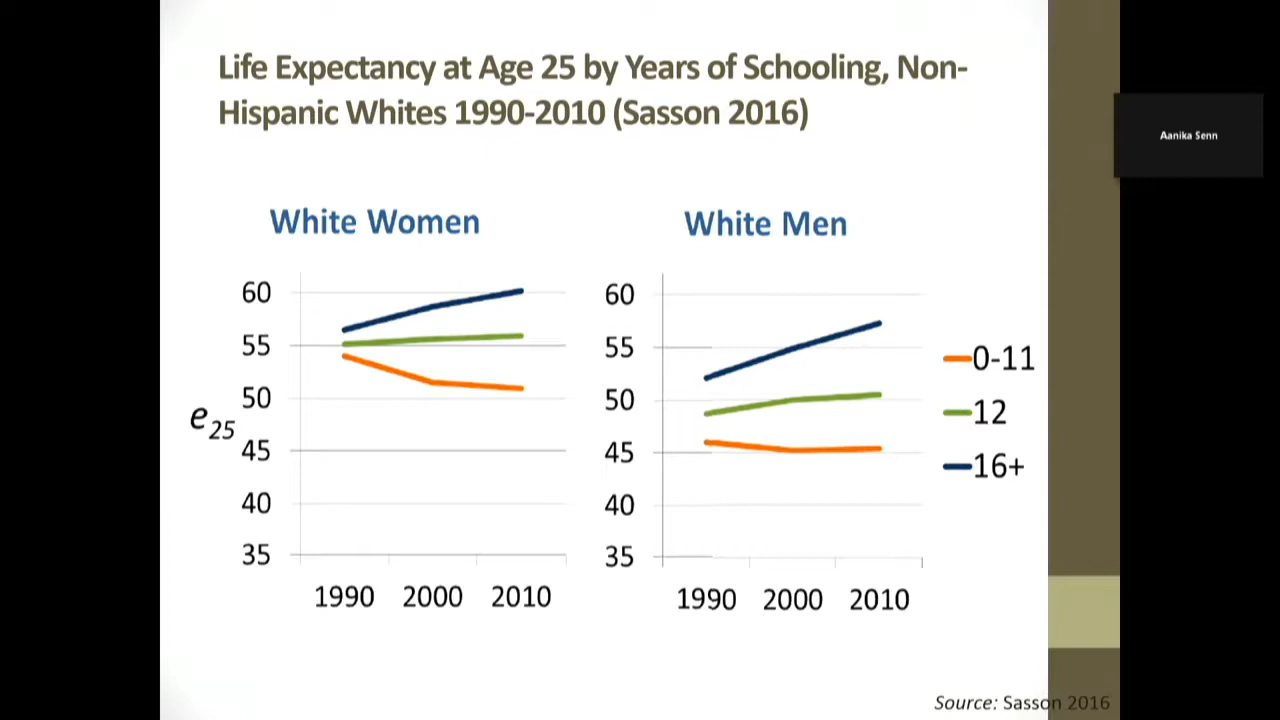 Life Expectancy at Age 25 by Years of Schooling, Non-
Hispanic Whites 1990-2010 (Sasson 2016)
Aanika Senn
White Women
60
55
50
45
40
35
e25
1990 2000 2010
White Men
60
55
50
45
40
35
1990 2000 2010
0-11
12
16+
Source: Sasson 2016